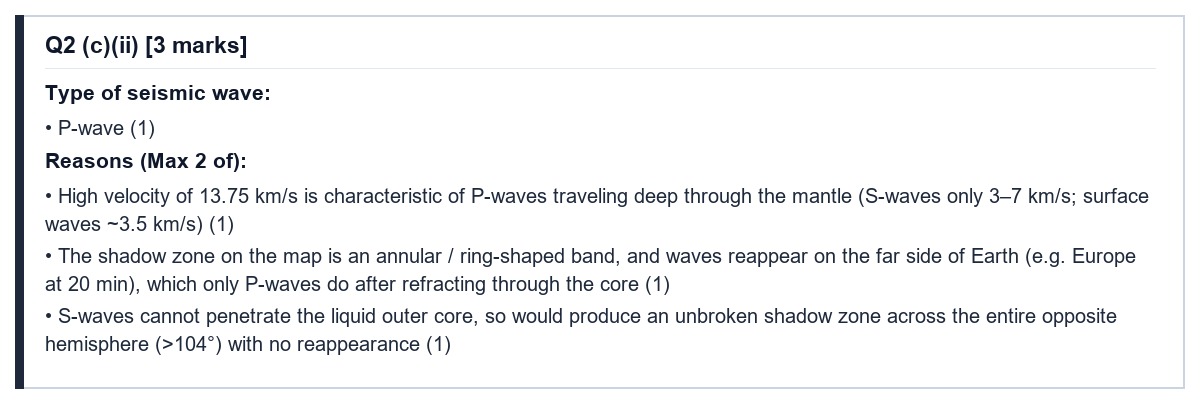 Q2 (c)(ii) [3 marks]
Type of seismic wave:
• P-wave (1)
Reasons (Max 2 of):
• High velocity of 13.75 km/s is characteristic of P-waves traveling deep through the mantle (S-waves only 3–7 km/s; surface
waves ~3.5 km/s) (1)
• The shadow zone on the map is an annular / ring-shaped band, and waves reappear on the far side of Earth (e.g. Europe
at 20 min), which only P-waves do after refracting through the core (1)
• S-waves cannot penetrate the liquid outer core, so would produce an unbroken shadow zone across the entire opposite
hemisphere (>104°) with no reappearance (1)